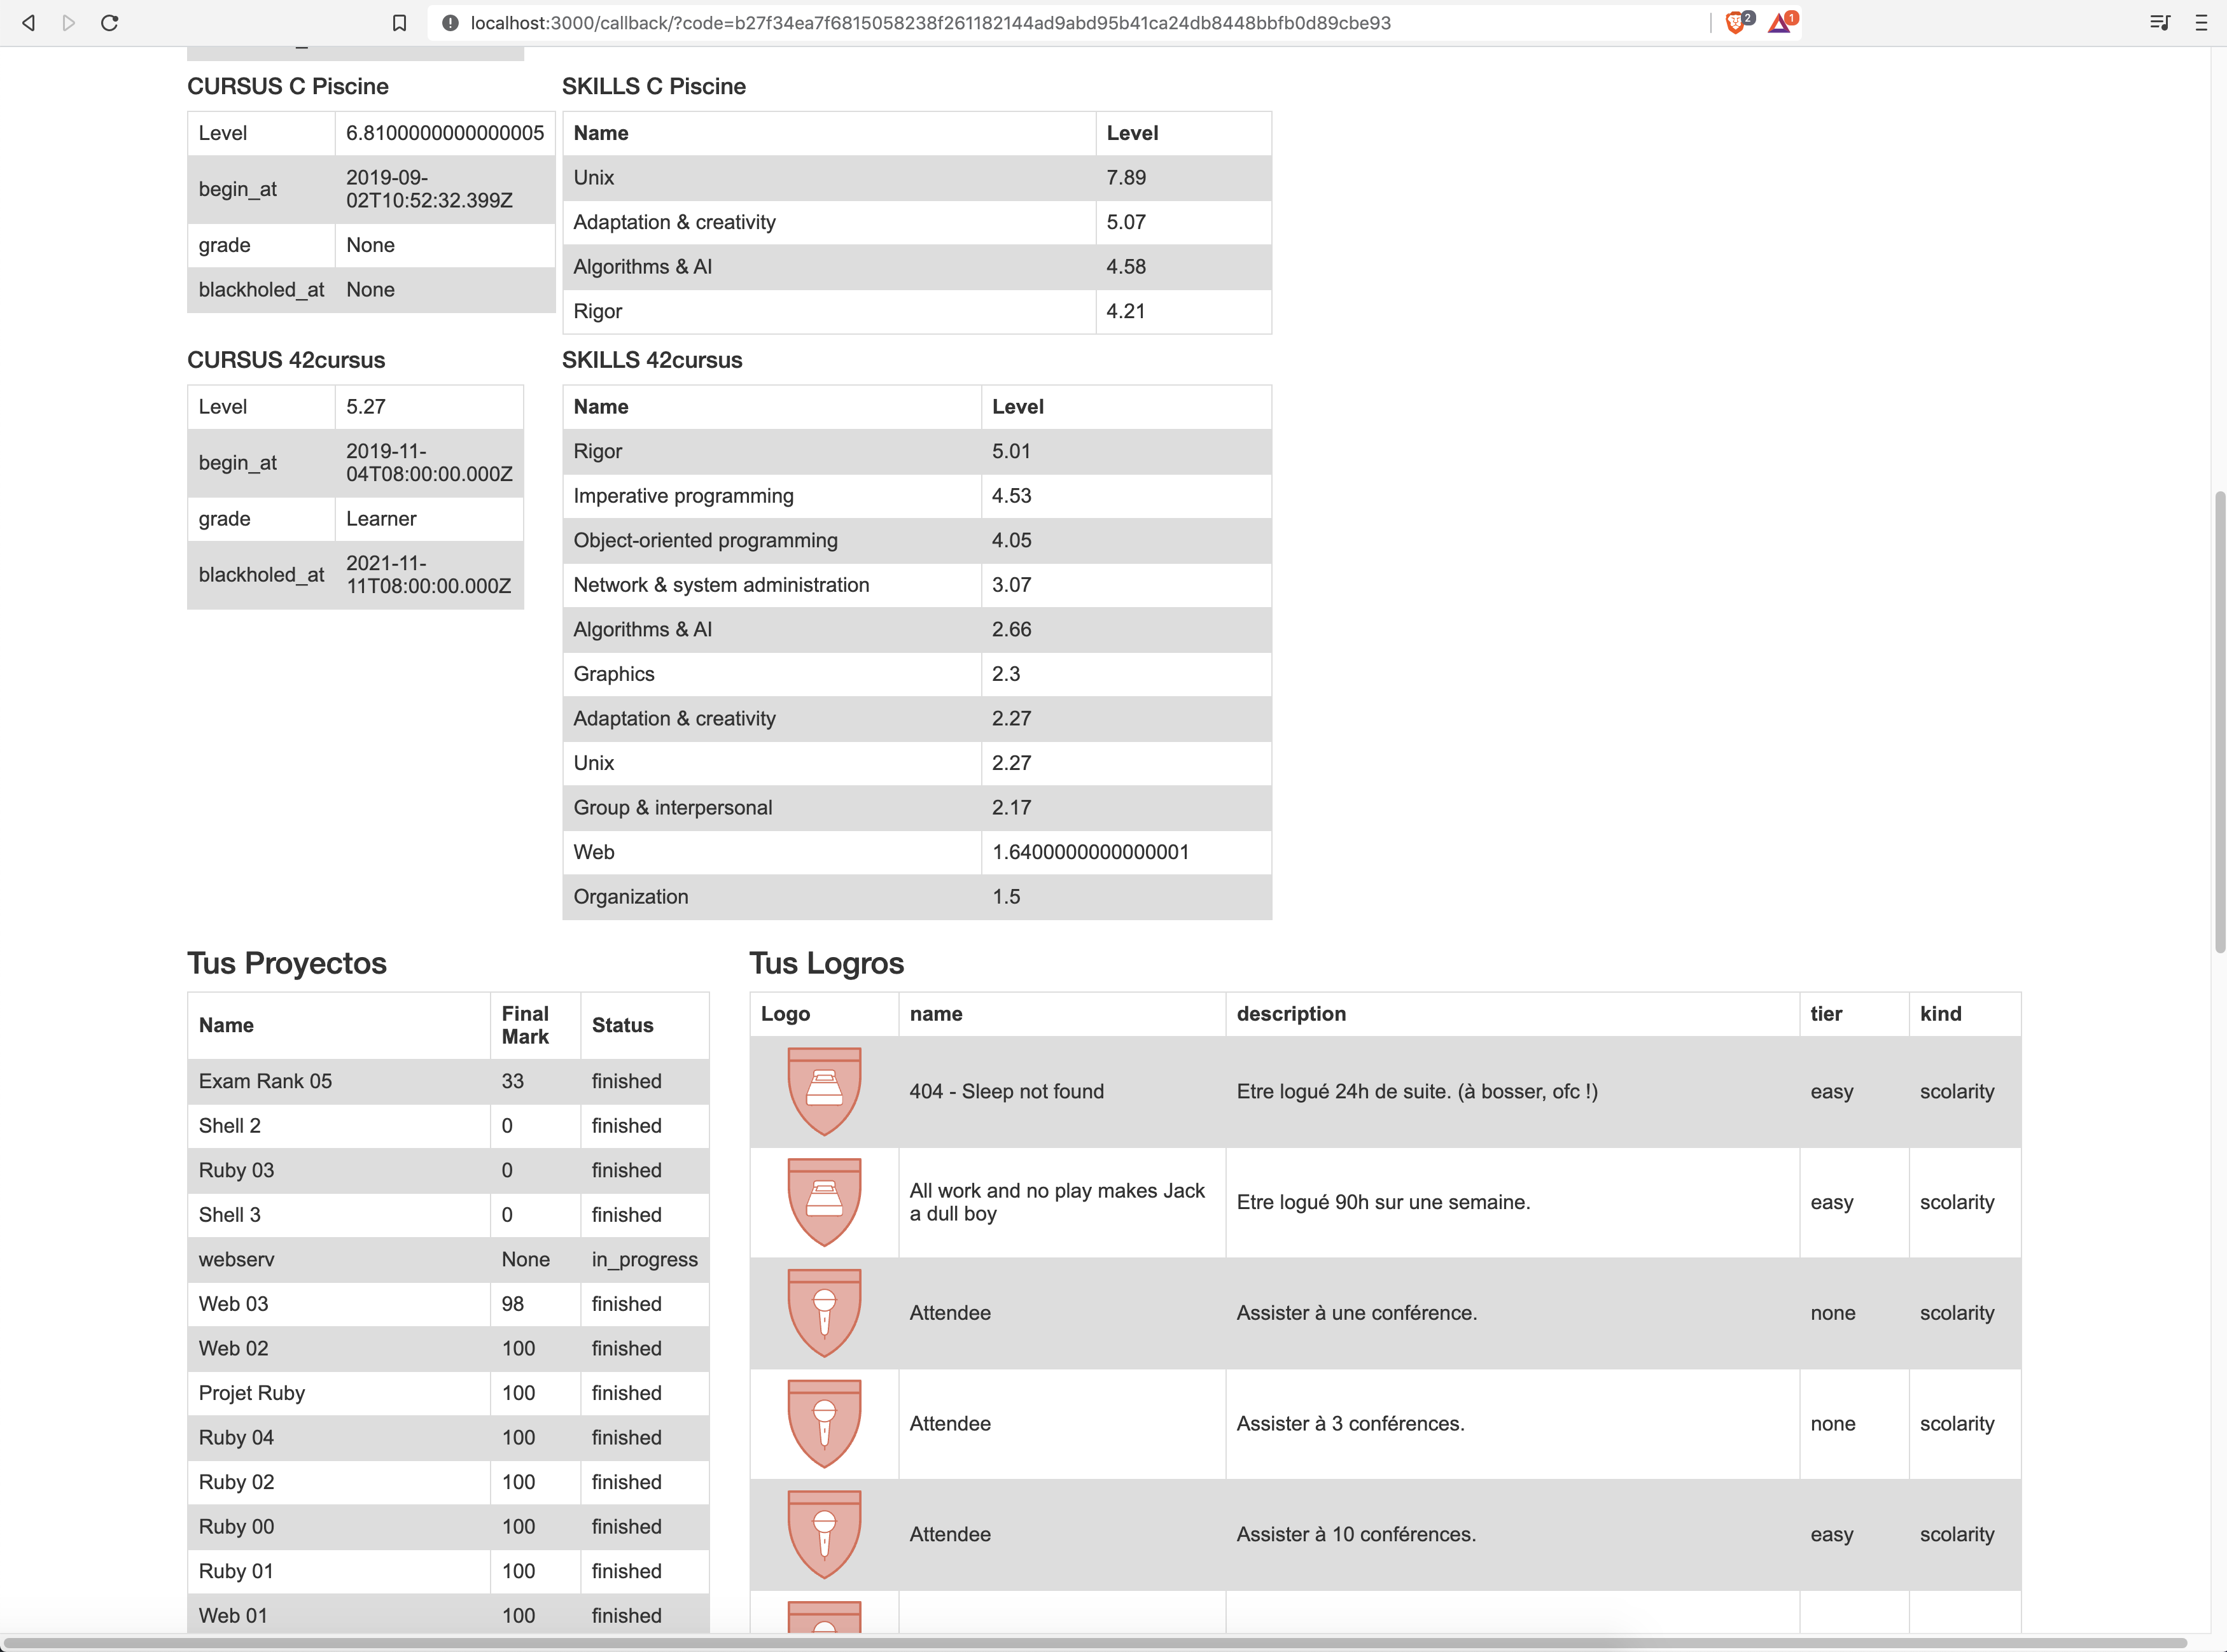 localhost:3000/callback/?code=b27f34ea7f6815058238f261182144ad9abd95b41ca24db8448bbfb0d89cbe93
2
1
CURSUS C Piscine
Level 6.8100000000000005
begin_at 2019-09-
02T10:52:32.399Z
grade None
blackholed_at None
SKILLS C Piscine
Name Level
Unix 7.89
Adaptation & creativity 5.07
Algorithms & AI 4.58
Rigor 4.21
CURSUS 42cursus
Level 5.27
begin_at 2019-11-
04T08:00:00.000Z
grade Learner
blackholed_at 2021-11-
11T08:00:00.000Z
SKILLS 42cursus
Name Level
Rigor 5.01
Imperative programming 4.53
Object-oriented programming 4.05
Network & system administration 3.07
Algorithms & AI 2.66
Graphics 2.3
Adaptation & creativity 2.27
Unix 2.27
Group & interpersonal 2.17
Web 1.6400000000000001
Organization 1.5
Tus Proyectos
Name Final Mark Status
Exam Rank 05 33 finished
Shell 2 0 finished
Ruby 03 0 finished
Shell 3 0 finished
webserv None in_progress
Web 03 98 finished
Web 02 100 finished
Projet Ruby 100 finished
Ruby 04 100 finished
Ruby 02 100 finished
Ruby 00 100 finished
Ruby 01 100 finished
Web 01 100 finished
Tus Logros
Logo name description tier kind
404 - Sleep not found Etre logué 24h de suite. (à bosser, ofc !) easy scolarity
All work and no play makes Jack
a dull boy Etre logué 90h sur une semaine. easy scolarity
Attendee Assister à une conférence. none scolarity
Attendee Assister à 3 conférences. none scolarity
Attendee Assister à 10 conférences. easy scolarity